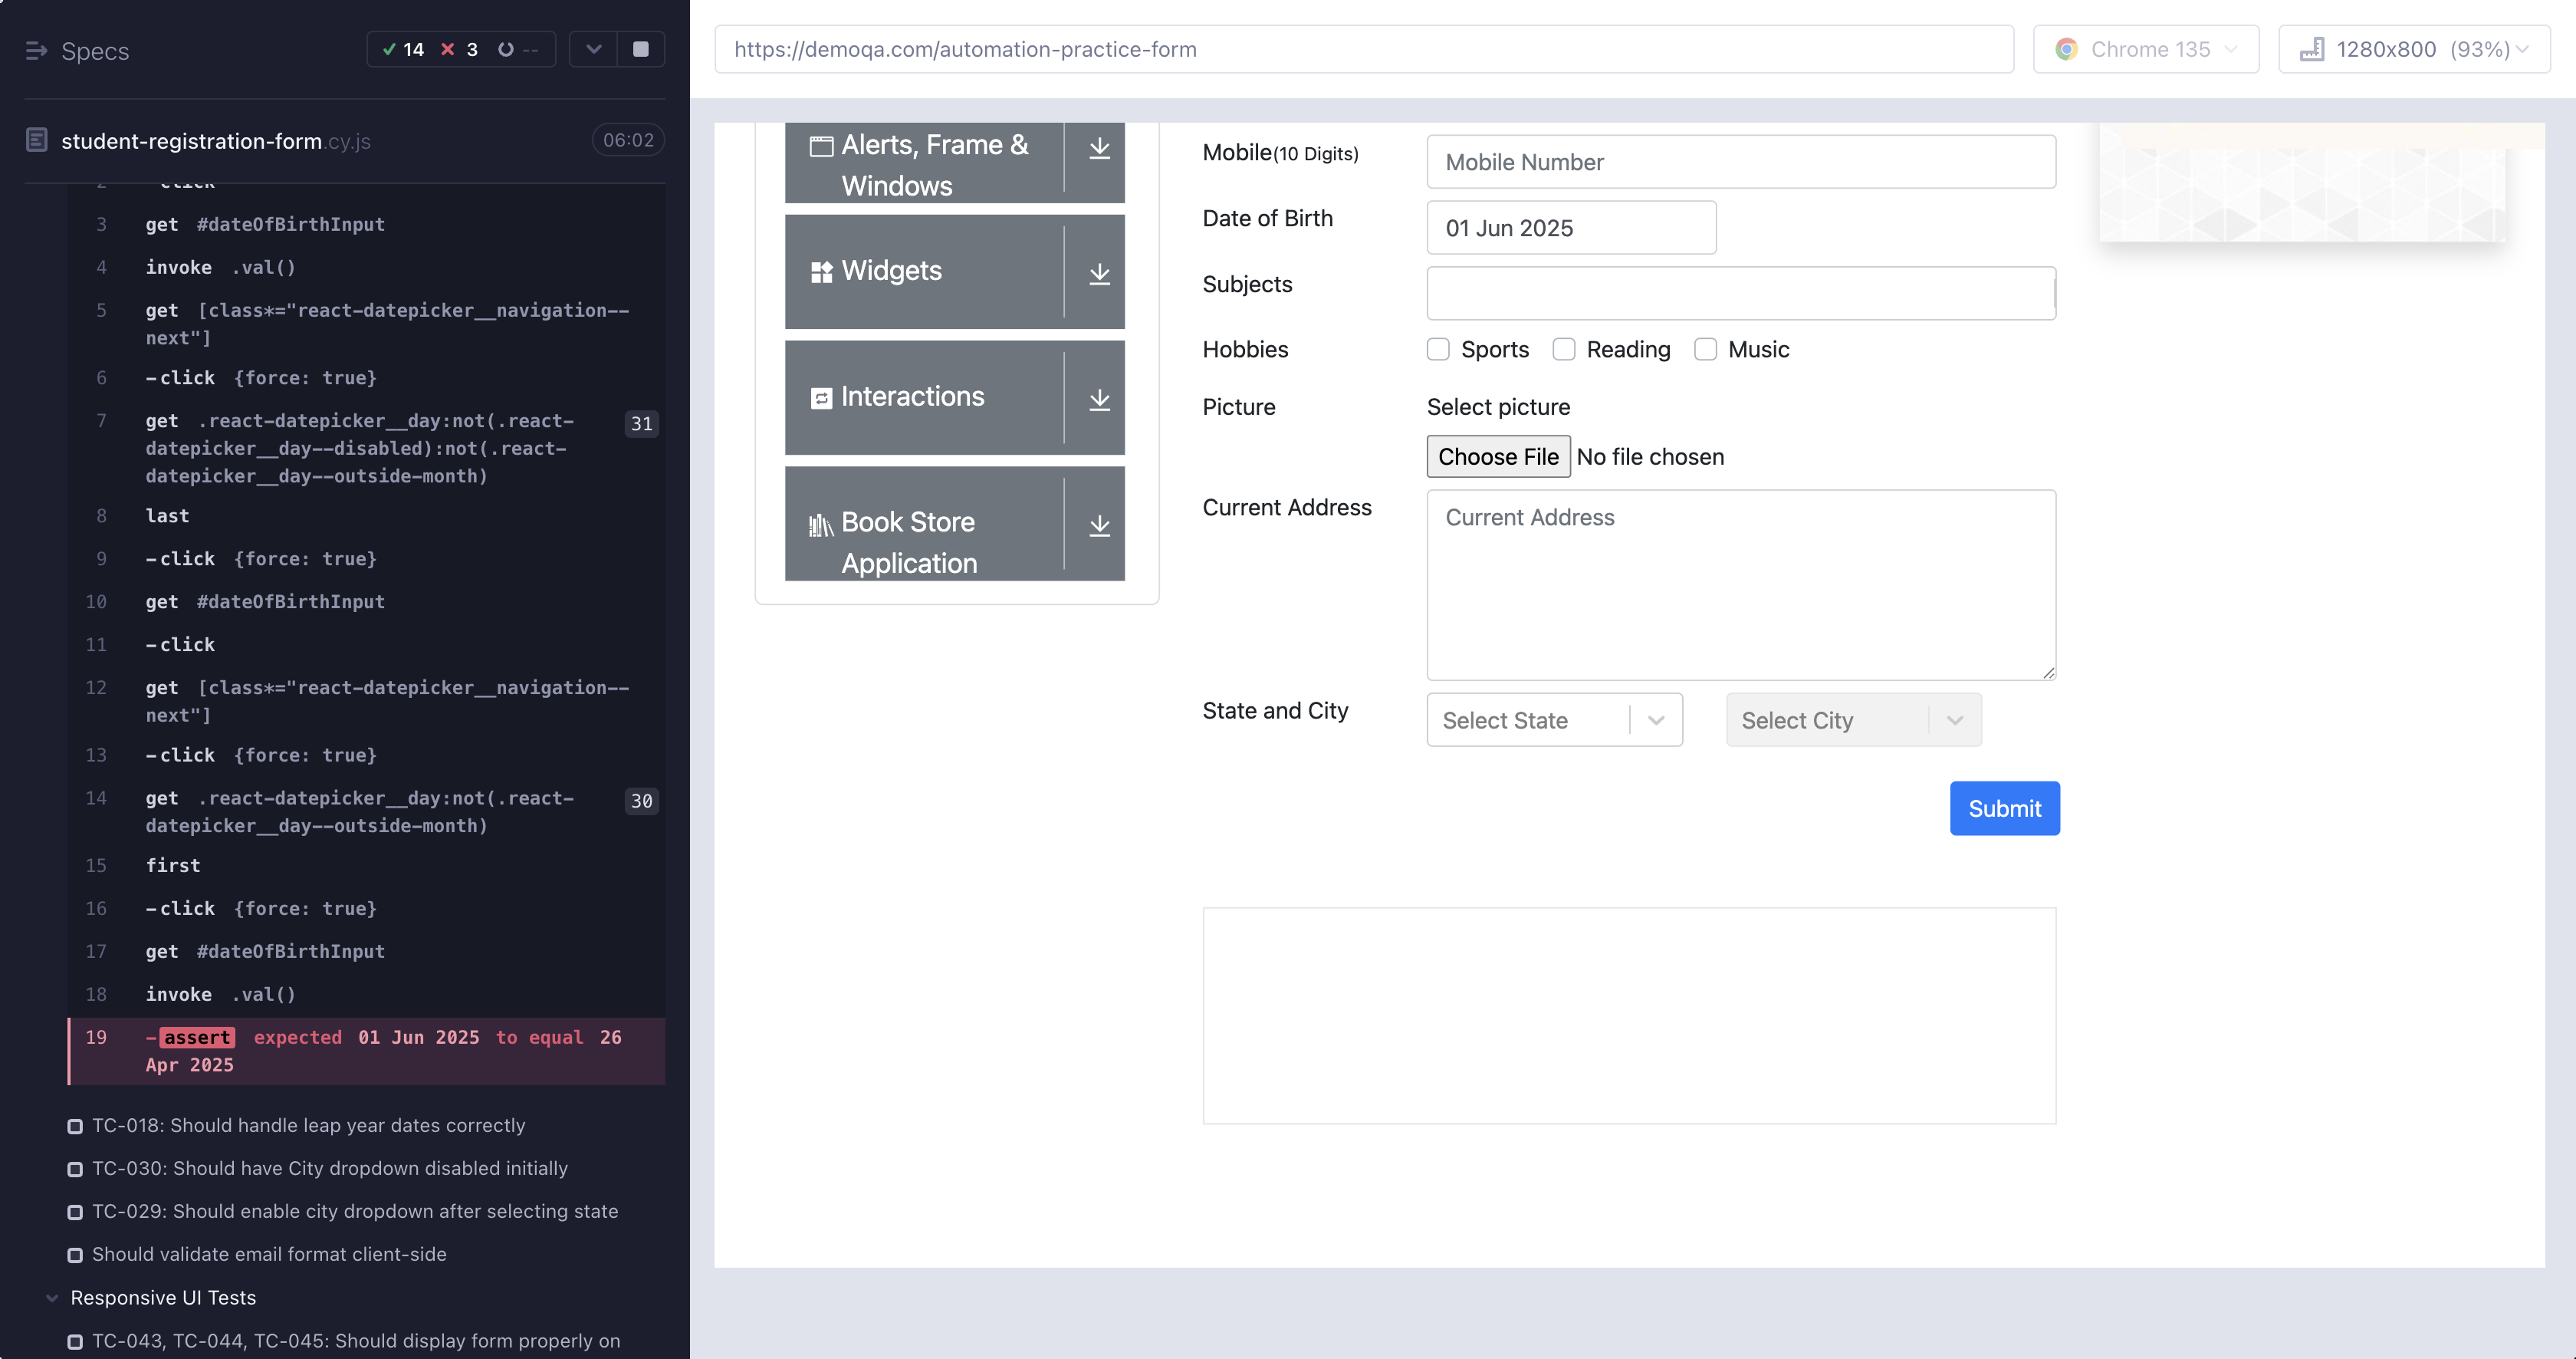 Specs
14 3 --
student-registration-form.cy.js
06:02
2 -click
3 get #dateOfBirthInput
4 invoke .val()
5 get [class*="react-datepicker__navigation--
next"]
6 -click {force: true}
7 get .react-datepicker__day:not(.react-
datepicker__day--disabled):not(.react-
datepicker__day--outside-month)
31
8 last
9 -click {force: true}
10 get #dateOfBirthInput
11 -click
12 get [class*="react-datepicker__navigation--
next"]
13 -click {force: true}
14 get .react-datepicker__day:not(.react-
datepicker__day--outside-month)
30
15 first
16 -click {force: true}
17 get #dateOfBirthInput
18 invoke .val()
19 -assert expected 01 Jun 2025 to equal 26
Apr 2025
TC-018: Should handle leap year dates correctly
TC-030: Should have City dropdown disabled initially
TC-029: Should enable city dropdown after selecting state
Should validate email format client-side
Responsive UI Tests
TC-043, TC-044, TC-045: Should display form properly on
https://demoqa.com/automation-practice-form
Chrome 135
1280x800 (93%)
Alerts, Frame &
Windows
Widgets
Interactions
Book Store
Application
Mobile(10 Digits)
Mobile Number
Date of Birth
01 Jun 2025
Subjects
Hobbies
Sports
Reading
Music
Picture
Select picture
Choose File No file chosen
Current Address
Current Address
State and City
Select State
Select City
Submit